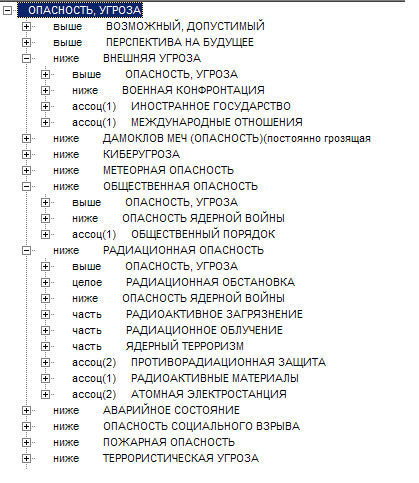 ОПАСНОСТЬ, УГРОЗА
выше ВОЗМОЖНЫЙ, ДОПУСТИМЫЙ
выше ПЕРСПЕКТИВА НА БУДУЩЕЕ
ниже ВНЕШНЯЯ УГРОЗА
выше ОПАСНОСТЬ, УГРОЗА
ниже ВОЕННАЯ КОНФРОНТАЦИЯ
ассоц(1) ИНОСТРАННОЕ ГОСУДАРСТВО
ассоц(1) МЕЖДУНАРОДНЫЕ ОТНОШЕНИЯ
ниже ДАМОКЛОВ МЕЧ (ОПАСНОСТЬ)(постоянно грозящая
ниже КИБЕРУГРОЗА
ниже МЕТЕОРНАЯ ОПАСНОСТЬ
ниже ОБЩЕСТВЕННАЯ ОПАСНОСТЬ
выше ОПАСНОСТЬ, УГРОЗА
ниже ОПАСНОСТЬ ЯДЕРНОЙ ВОЙНЫ
ассоц(1) ОБЩЕСТВЕННЫЙ ПОРЯДОК
ниже РАДИАЦИОННАЯ ОПАСНОСТЬ
выше ОПАСНОСТЬ, УГРОЗА
целое РАДИАЦИОННАЯ ОБСТАНОВКА
ниже ОПАСНОСТЬ ЯДЕРНОЙ ВОЙНЫ
часть РАДИОАКТИВНОЕ ЗАГРЯЗНЕНИЕ
часть РАДИАЦИОННОЕ ОБЛУЧЕНИЕ
часть ЯДЕРНЫЙ ТЕРРОРИЗМ
ассоц(2) ПРОТИВОРАДИАЦИОННАЯ ЗАЩИТА
ассоц(1) РАДИОАКТИВНЫЕ МАТЕРИАЛЫ
ассоц(2) АТОМНАЯ ЭЛЕКТРОСТАНЦИЯ
ниже АВАРИЙНОЕ СОСТОЯНИЕ
ниже ОПАСНОСТЬ СОЦИАЛЬНОГО ВЗРЫВА
ниже ПОЖАРНАЯ ОПАСНОСТЬ
ниже ТЕРРОРИСТИЧЕСКАЯ УГРОЗА